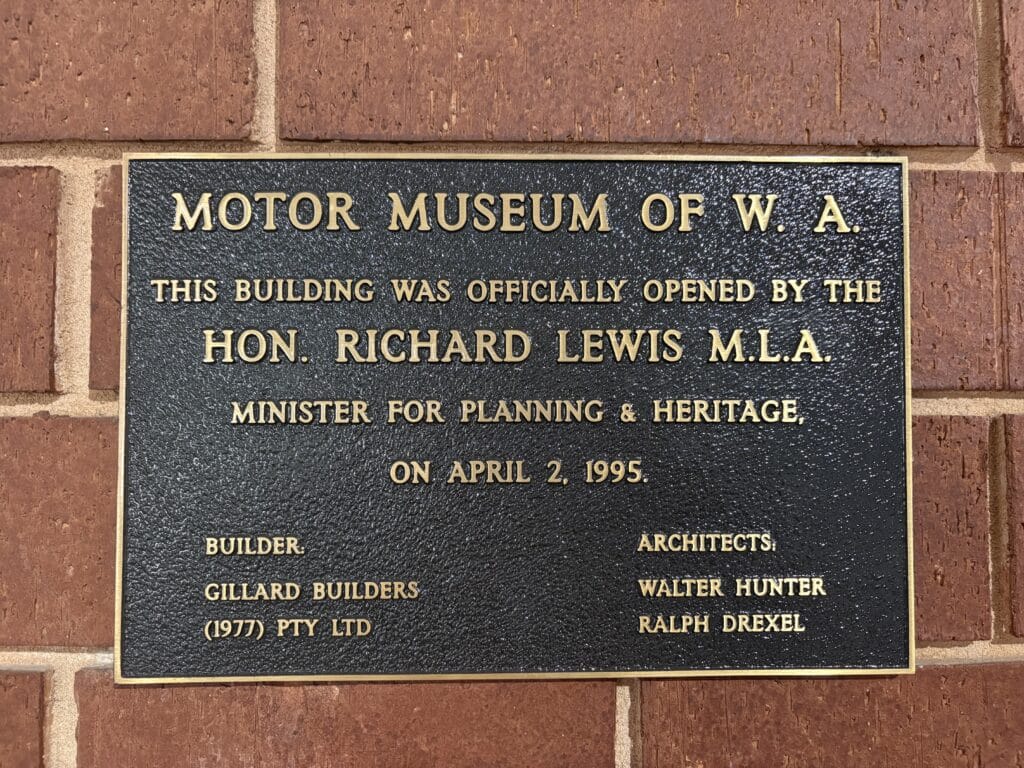 MOTOR MUSEUM OF W. A.
THIS BUILDING WAS OFFICIALLY OPENED BY THE
HON. RICHARD LEWIS M.L.A.
MINISTER FOR PLANNING & HERITAGE,
ON APRIL 2, 1995.
BUILDER:
GILLARD BUILDERS
(1977) PTY LTD
ARCHITECTS:
WALTER HUNTER
RALPH DREXEL